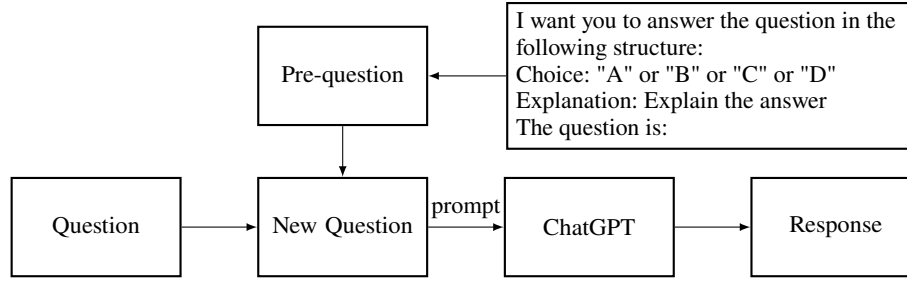 I want you to answer the question in the
following structure:
Choice: "A" or "B" or "C" or "D"
Explanation: Explain the answer
The question is:
Pre-question
Question
New Question
prompt
ChatGPT
Response